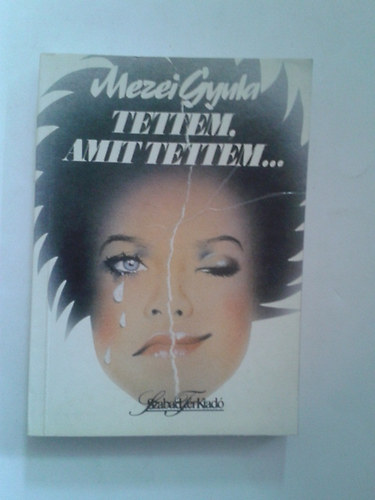 Mezei Gyula
TETTEM,
AMIT TETTEM...
Szabad Tér Kiadó